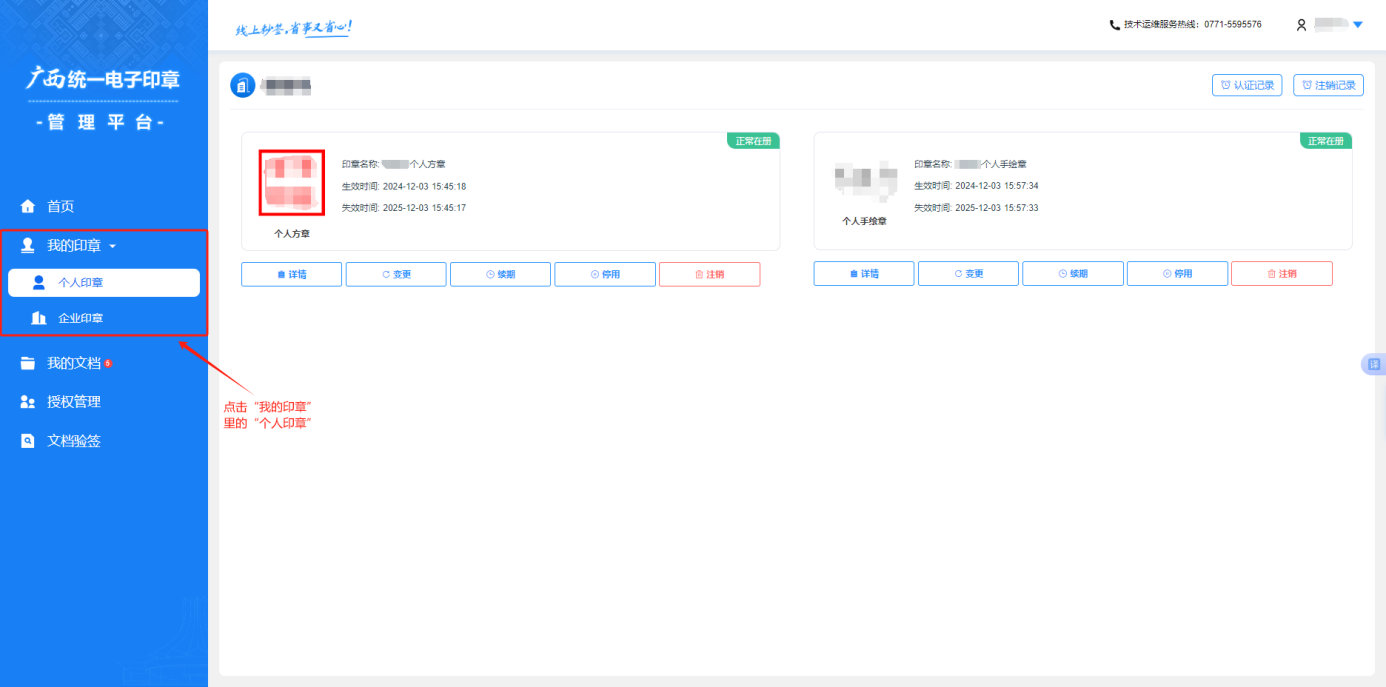 线上秒签,省事又省心!
技术运维服务热线：0771-5595576
广西统一电子印章
-管理平台-
首页
我的印章
个人印章
企业印章
我的文档
授权管理
文档验签
认证记录
注销记录
正常在册
印章名称: 个人方章
生效时间: 2024-12-03 15:45:18
失效时间: 2025-12-03 15:45:17
个人方章
详情
变更
续期
停用
注销
正常在册
印章名称: 个人手绘章
生效时间: 2024-12-03 15:57:34
失效时间: 2025-12-03 15:57:33
个人手绘章
详情
变更
续期
停用
注销
点击“我的印章”
里的“个人印章”